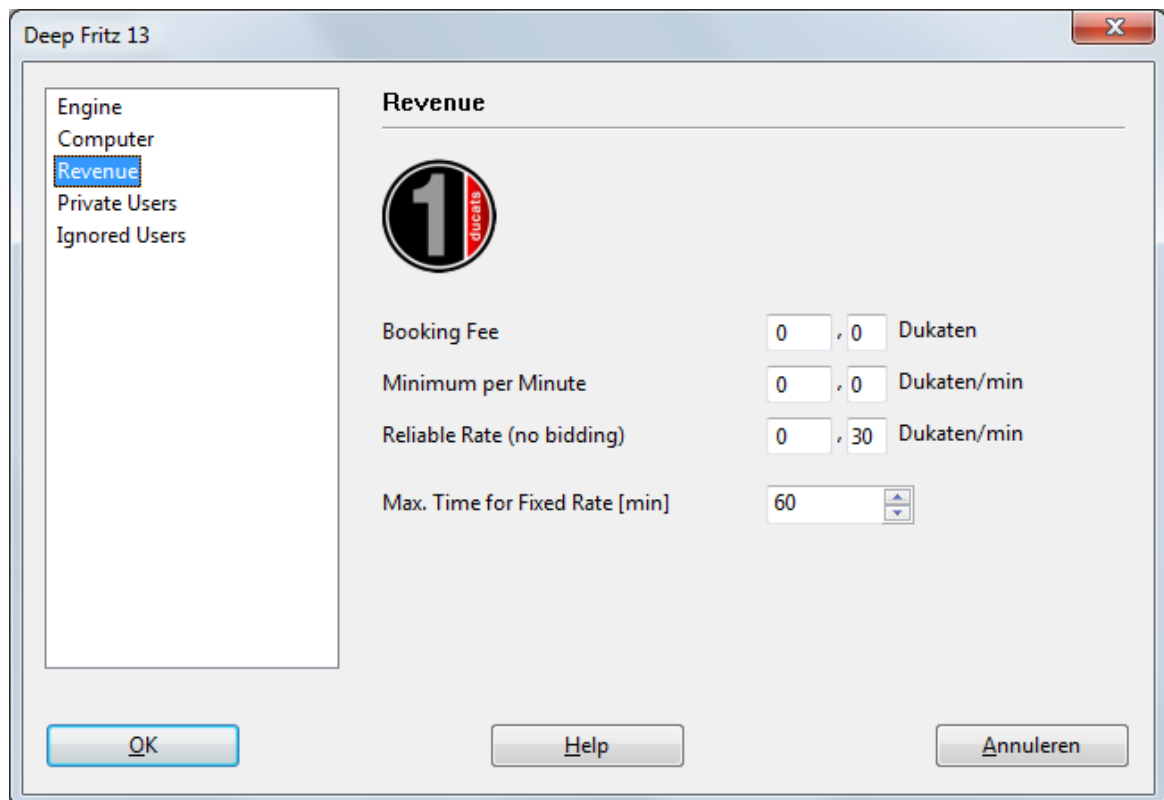 Deep Fritz 13
Engine
Computer
Revenue
Private Users
Ignored Users
Revenue
1 ducats
Booking Fee 0 , 0 Dukaten
Minimum per Minute 0 , 0 Dukaten/min
Reliable Rate (no bidding) 0 , 30 Dukaten/min
Max. Time for Fixed Rate [min] 60
OK Help Annuleren